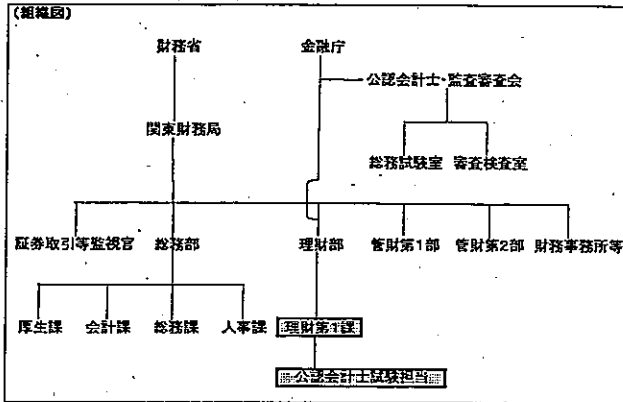 (組織図)
財務省 金融庁
公認会計士・監査審査会
関東財務局
総務試験室 審査検査室
証券取引等監視官 総務部 理財部 管財第1部 管財第2部 財務事務所等
厚生課 会計課 総務課 人事課 理財第1課
公認会計士試験担当